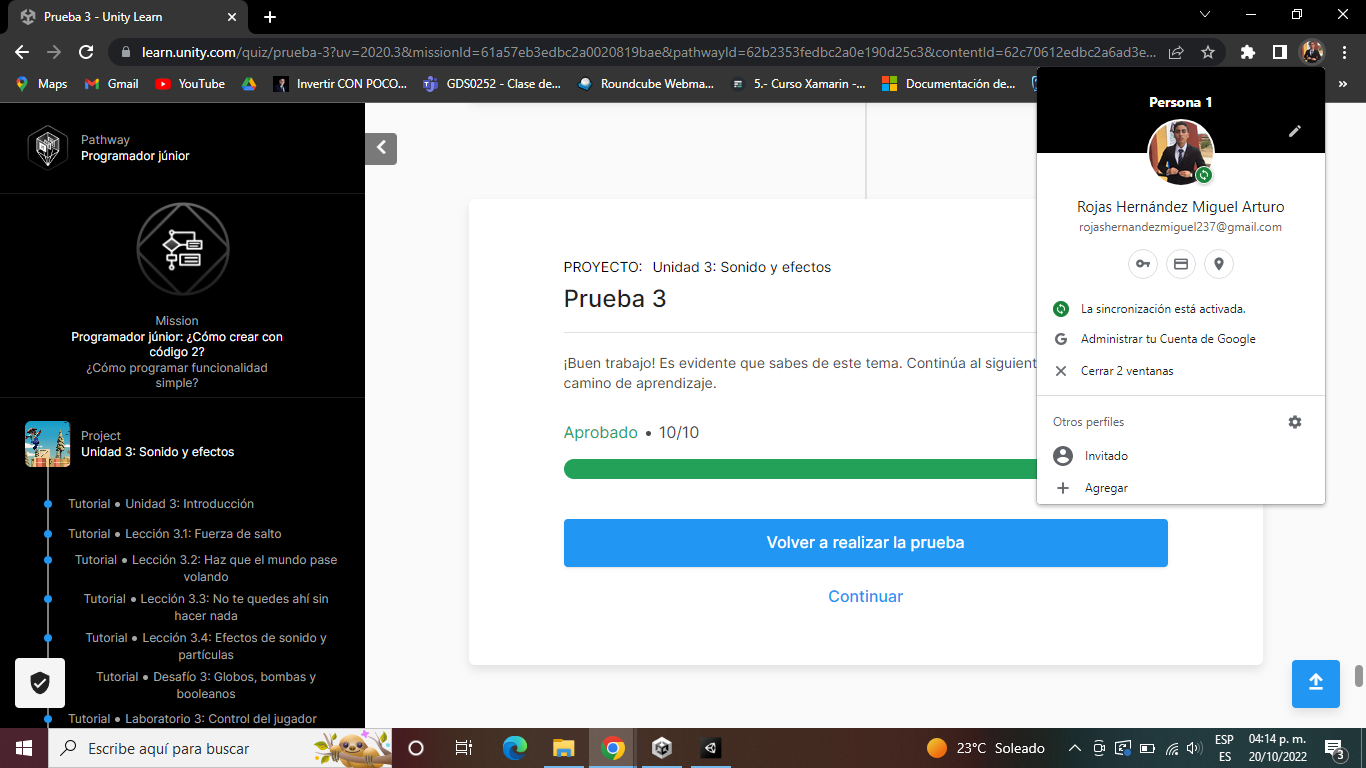 Prueba 3 - Unity Learn
learn.unity.com/quiz/prueba-3?uv=2020.3&missionId=61a57eb3edbc2a0020819bae&pathwayId=62b2353fedbc2a0e190d25c3&contentId=62c70612edbc2a6ad3e...
Maps
Gmail
YouTube
Invertir CON POCO...
GDS0252 - Clase de...
Roundcube Webma...
5.- Curso Xamarin -...
Documentación de...
»
Pathway
Programador júnior
Mission
Programador júnior: ¿Cómo crear con
código 2?
¿Cómo programar funcionalidad
simple?
Project
Unidad 3: Sonido y efectos
Tutorial ● Unidad 3: Introducción
Tutorial ● Lección 3.1: Fuerza de salto
Tutorial ● Lección 3.2: Haz que el mundo pase
volando
Tutorial ● Lección 3.3: No te quedes ahí sin
hacer nada
Tutorial ● Lección 3.4: Efectos de sonido y
partículas
Tutorial ● Desafío 3: Globos, bombas y
booleanos
Tutorial ● Laboratorio 3: Control del jugador
PROYECTO: Unidad 3: Sonido y efectos
Prueba 3
¡Buen trabajo! Es evidente que sabes de este tema. Continúa al siguient
camino de aprendizaje.
Aprobado • 10/10
Volver a realizar la prueba
Continuar
Persona 1
Rojas Hernández Miguel Arturo
rojashernandezmiguel237@gmail.com
La sincronización está activada.
Administrar tu Cuenta de Google
Cerrar 2 ventanas
Otros perfiles
Invitado
Agregar
Escribe aquí para buscar
23°C Soleado
ESP
ES
04:14 p. m.
20/10/2022
3